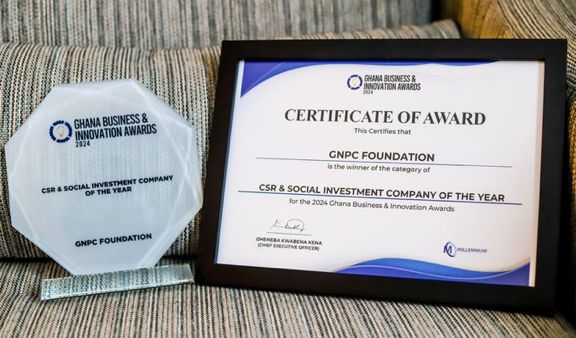 GHANA BUSINESS &
INNOVATION AWARDS
2024
CSR & SOCIAL INVESTMENT COMPANY
OF THE YEAR
GNPC FOUNDATION
GHANA BUSINESS &
INNOVATION AWARDS
2024
CERTIFICATE OF AWARD
This Certifies that
GNPC FOUNDATION
is the winner of the category of
CSR & SOCIAL INVESTMENT COMPANY OF THE YEAR
for the 2024 Ghana Business & Innovation Awards
OHENEBA KWABENA KENA
(CHIEF EXECUTIVE OFFICER)
MILLENNIUM